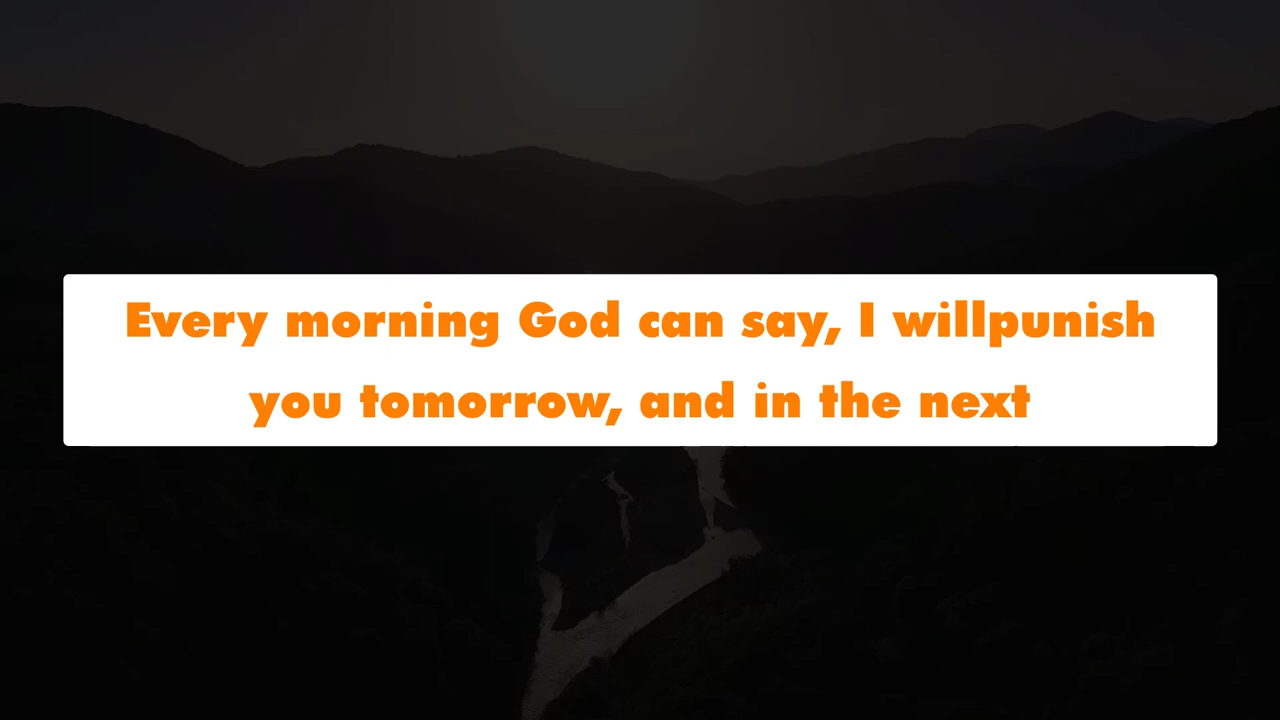 Every morning God can say, I willpunish
you tomorrow, and in the next